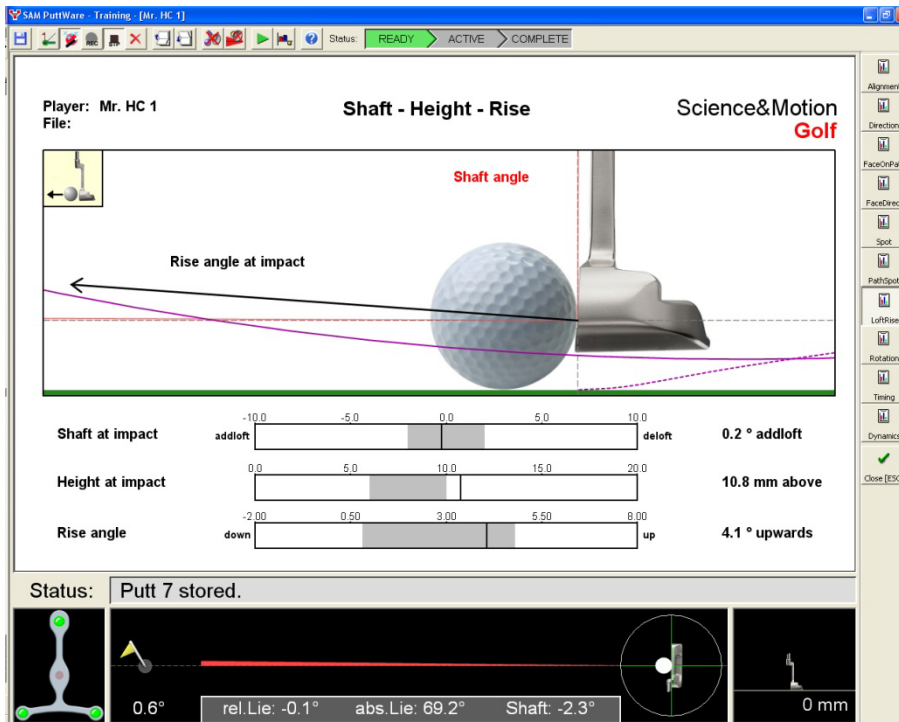 SAM PuttWare - Training - [Mr. HC 1]
REC
STP
Status: READY ACTIVE COMPLETE
Player: Mr. HC 1
File:
Shaft - Height - Rise
Science&Motion
Golf
Shaft angle
Rise angle at impact
-10.0 -5,0 0,0 5,0 10.0
Shaft at impact addloft deloft 0.2 ° addloft
0.0 5,0 10.0 15.0 20.0
Height at impact 10.8 mm above
-2.00 0.50 3.00 5.50 8.00
Rise angle down up 4.1 ° upwards
Alignment
Direction
FaceOnPat
FaceDirec
Spot
PathSpot
LoftRise
Rotation
Timing
Dynamics
Close [ESC
Status: Putt 7 stored.
0.6° rel.Lie: -0.1° abs.Lie: 69.2° Shaft: -2.3° 0 mm